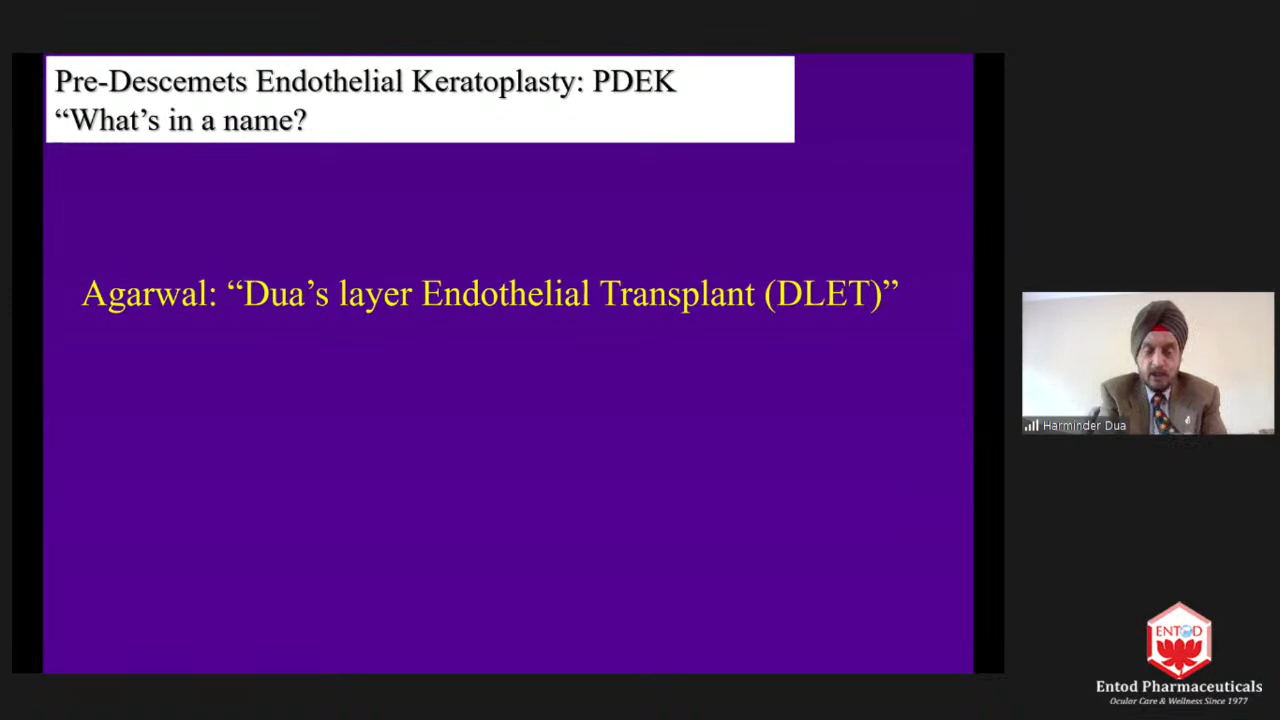 Pre-Descemets Endothelial Keratoplasty: PDEK
“What’s in a name?
Agarwal: “Dua’s layer Endothelial Transplant (DLET)”
Harminder Dua
ENTOD
Entod Pharmaceuticals
Ocular Care & Wellness Since 1977